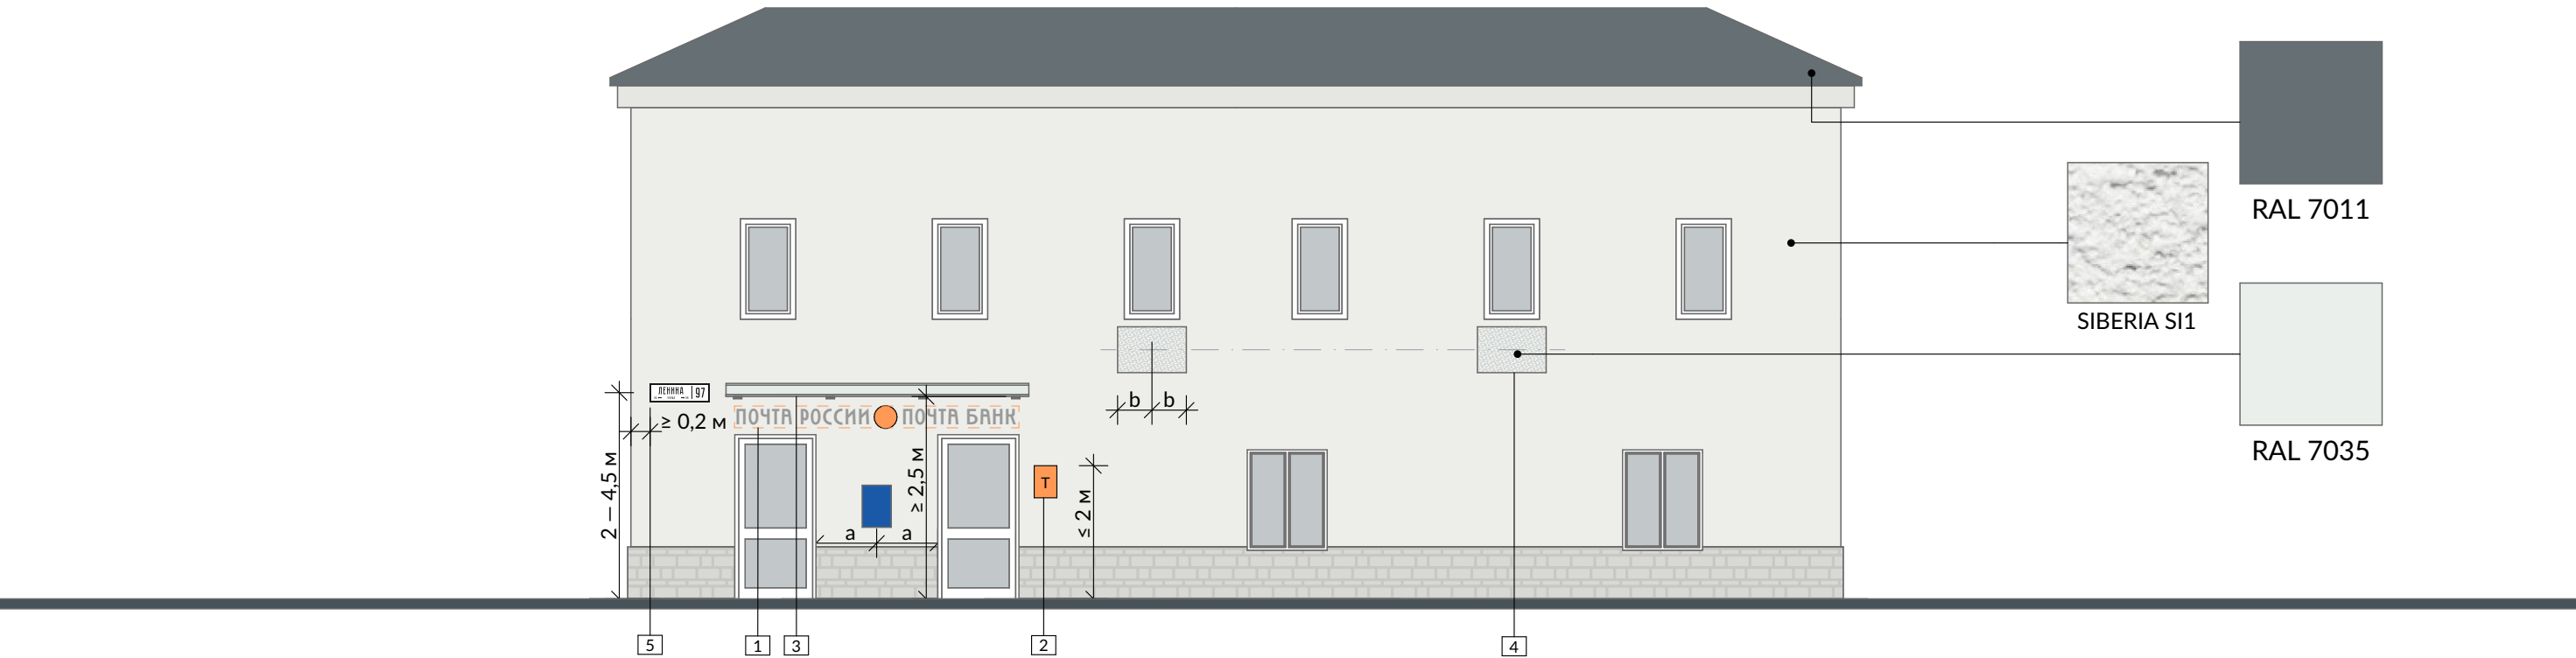 RAL 7011
SIBERIA SI1
RAL 7035
ЛЕНИНА 97
≥ 0,2 м
ПОЧТА РОССИИ ПОЧТА БАНК
b b
2 – 4,5 м
≥ 2,5 м
Т
≤ 2 м
a a
5 1 3 2 4